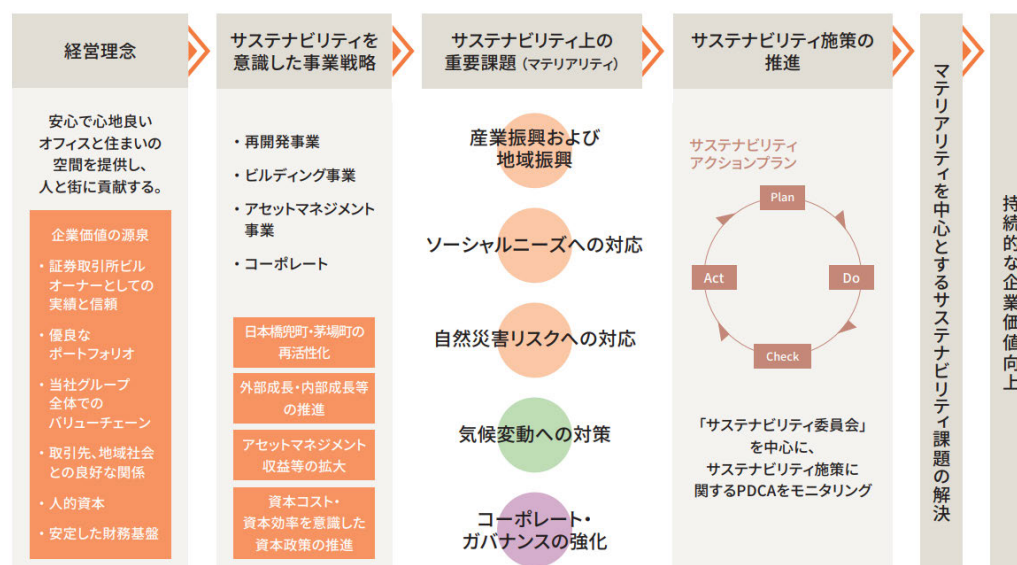 経営理念
安心で心地良い
オフィスと住まいの
空間を提供し、
人と街に貢献する。
企業価値の源泉
・証券取引所ビル
オーナーとしての
実績と信頼
・優良な
ポートフォリオ
・当社グループ
全体での
バリューチェーン
・取引先、地域社会
との良好な関係
・人的資本
・安定した財務基盤
サステナビリティを
意識した事業戦略
・再開発事業
・ビルディング事業
・アセットマネジメント
事業
・コーポレート
日本橋兜町・茅場町の
再活性化
外部成長・内部成長等
の推進
アセットマネジメント
収益等の拡大
資本コスト・
資本効率を意識した
資本政策の推進
サステナビリティ上の
重要課題（マテリアリティ）
産業振興および
地域振興
ソーシャルニーズへの対応
自然災害リスクへの対応
気候変動への対策
コーポレート・
ガバナンスの強化
サステナビリティ施策の
推進
サステナビリティ
アクションプラン
Plan
Do
Check
Act
「サステナビリティ委員会」
を中心に、
サステナビリティ施策に
関するPDCAをモニタリング
マテリアリティを中心とするサステナビリティ課題の解決
持続的な企業価値向上